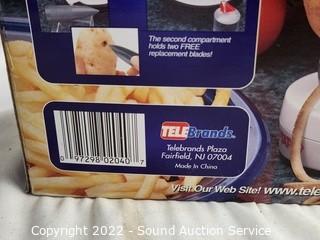 The second compartment
holds two FREE
replacement blades!
TELEBrands.
Telebrands Plaza
Fairfield, NJ 07004
Made In China
0 97298 02040 7
Visit Our Web Site! www.tele
Copyright 2022 - Sound Auction Service